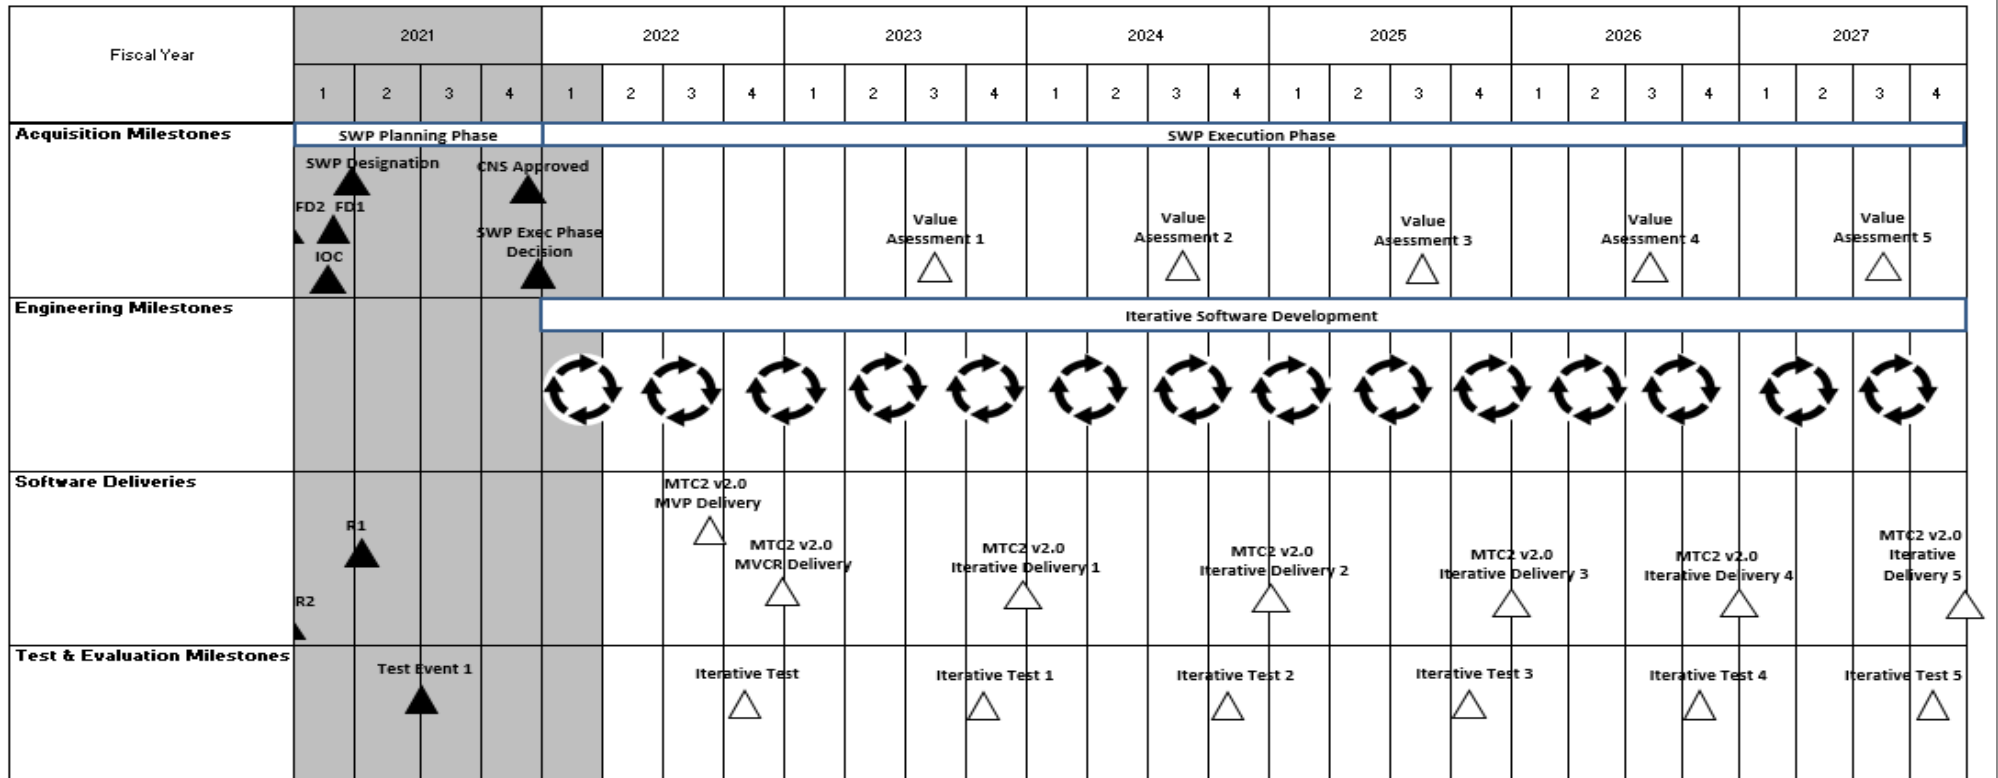 Fiscal Year
2021 2022 2023 2024 2025 2026 2027
1 2 3 4 1 2 3 4 1 2 3 4 1 2 3 4 1 2 3 4 1 2 3 4 1 2 3 4
Acquisition Milestones
SWP Planning Phase
SWP Execution Phase
SWP Designation
CNS Approved
FD2 FD1
IOC
SWP Exec Phase
Decision
Value
Asessment 1
Value
Asessment 2
Value
Asessment 3
Value
Asessment 4
Value
Asessment 5
Engineering Milestones
Iterative Software Development
Software Deliveries
R1
R2
MTC2 v2.0
MVP Delivery
MTC2 v2.0
MVCR Delivery
MTC2 v2.0
Iterative Delivery 1
MTC2 v2.0
Iterative Delivery 2
MTC2 v2.0
Iterative Delivery 3
MTC2 v2.0
Iterative Delivery 4
MTC2 v2.0
Iterative
Delivery 5
Test & Evaluation Milestones
Test Event 1
Iterative Test
Iterative Test 1
Iterative Test 2
Iterative Test 3
Iterative Test 4
Iterative Test 5